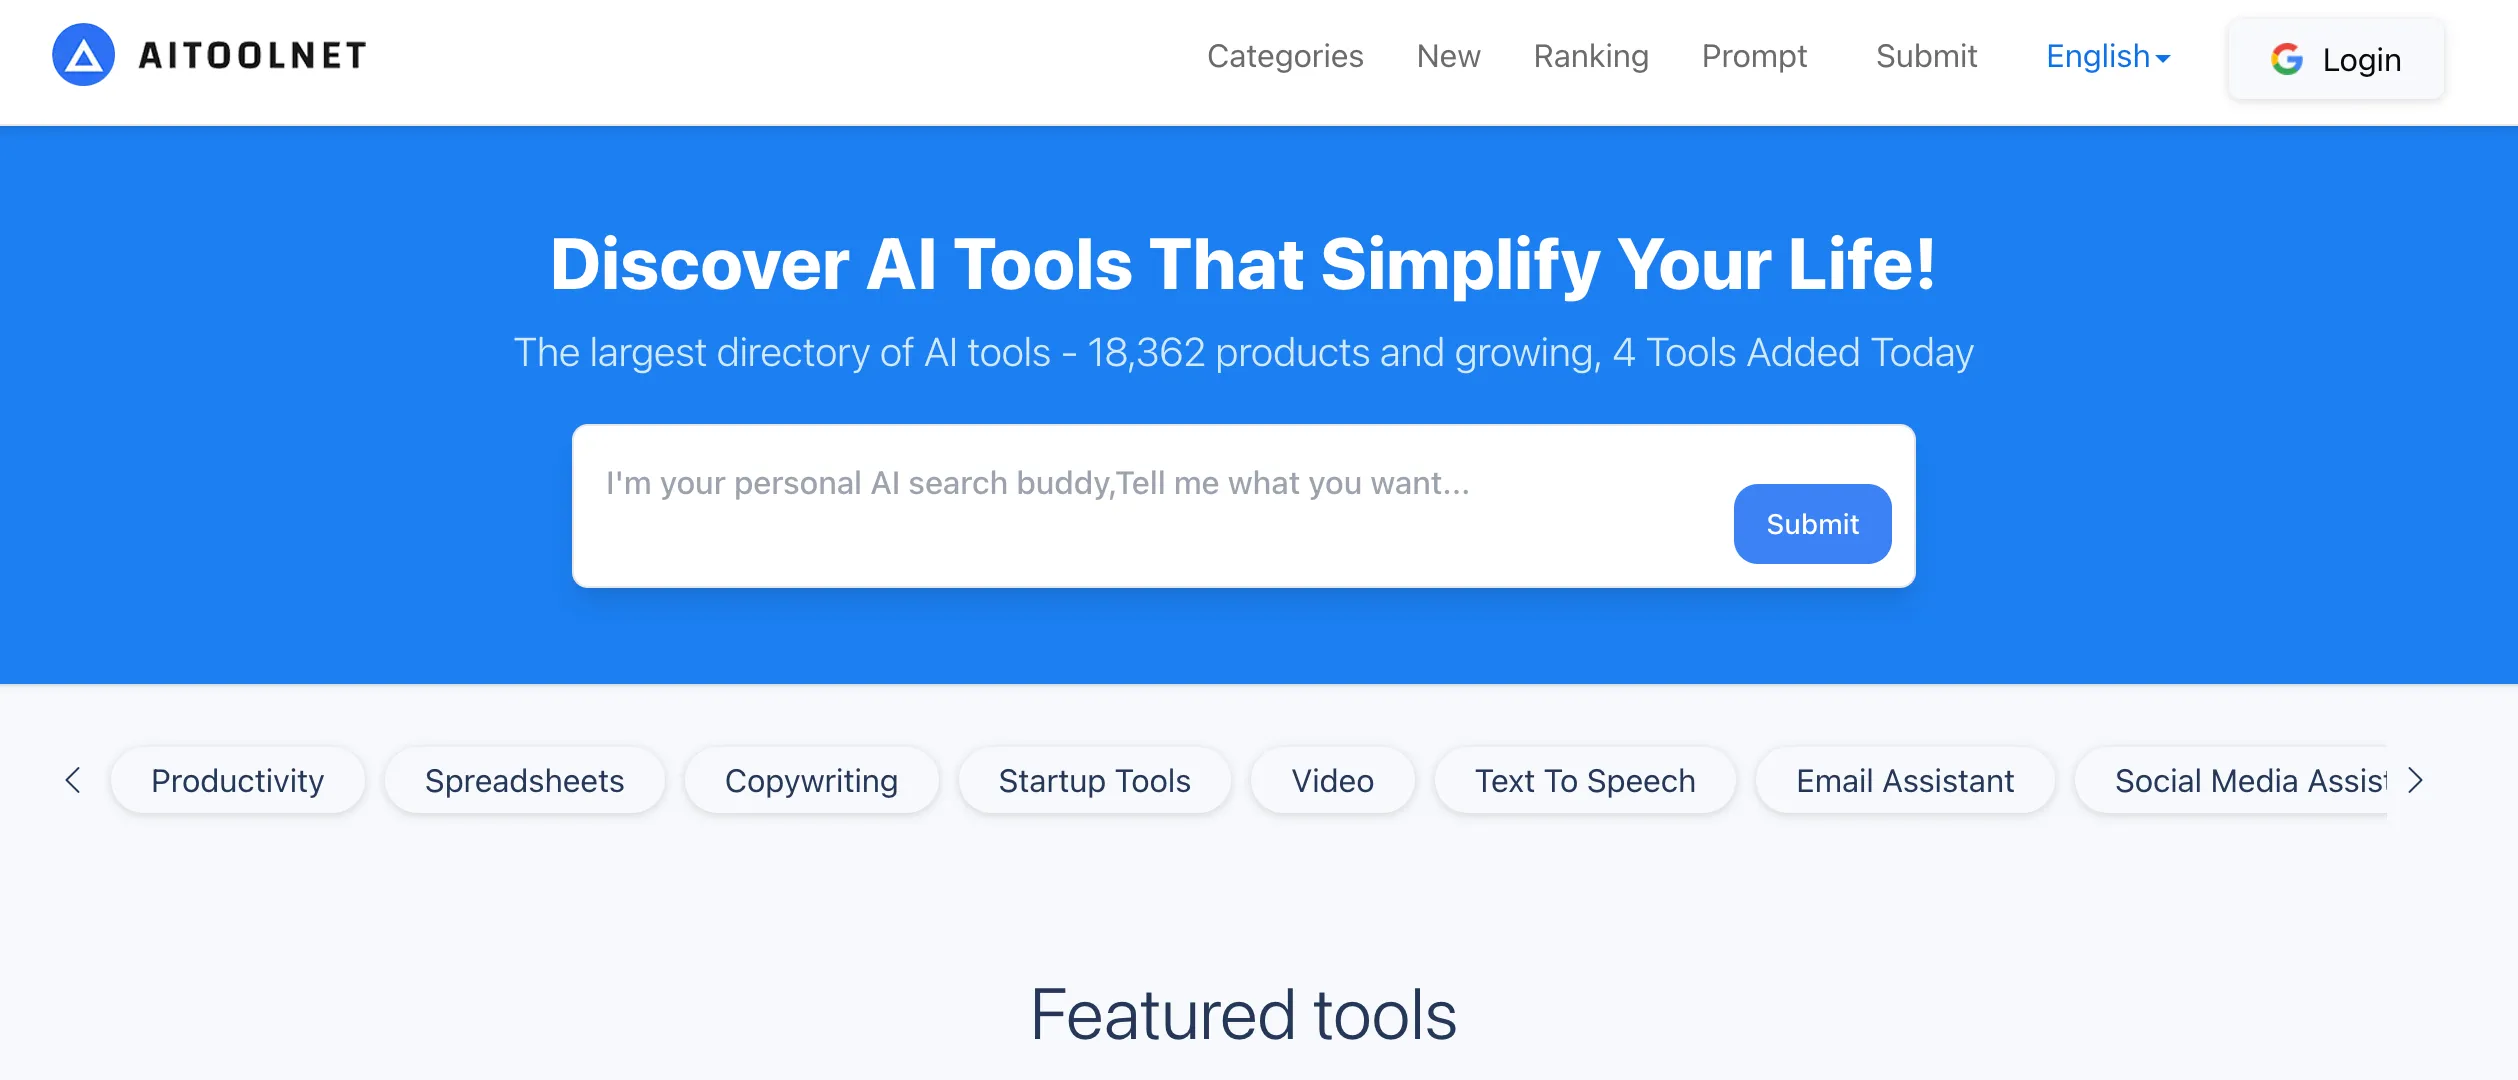 AITOOLNET
Categories New Ranking Prompt Submit English Login
Discover AI Tools That Simplify Your Life!
The largest directory of AI tools - 18,362 products and growing, 4 Tools Added Today
I'm your personal AI search buddy,Tell me what you want...
Submit
Productivity Spreadsheets Copywriting Startup Tools Video Text To Speech Email Assistant Social Media Assist
Featured tools